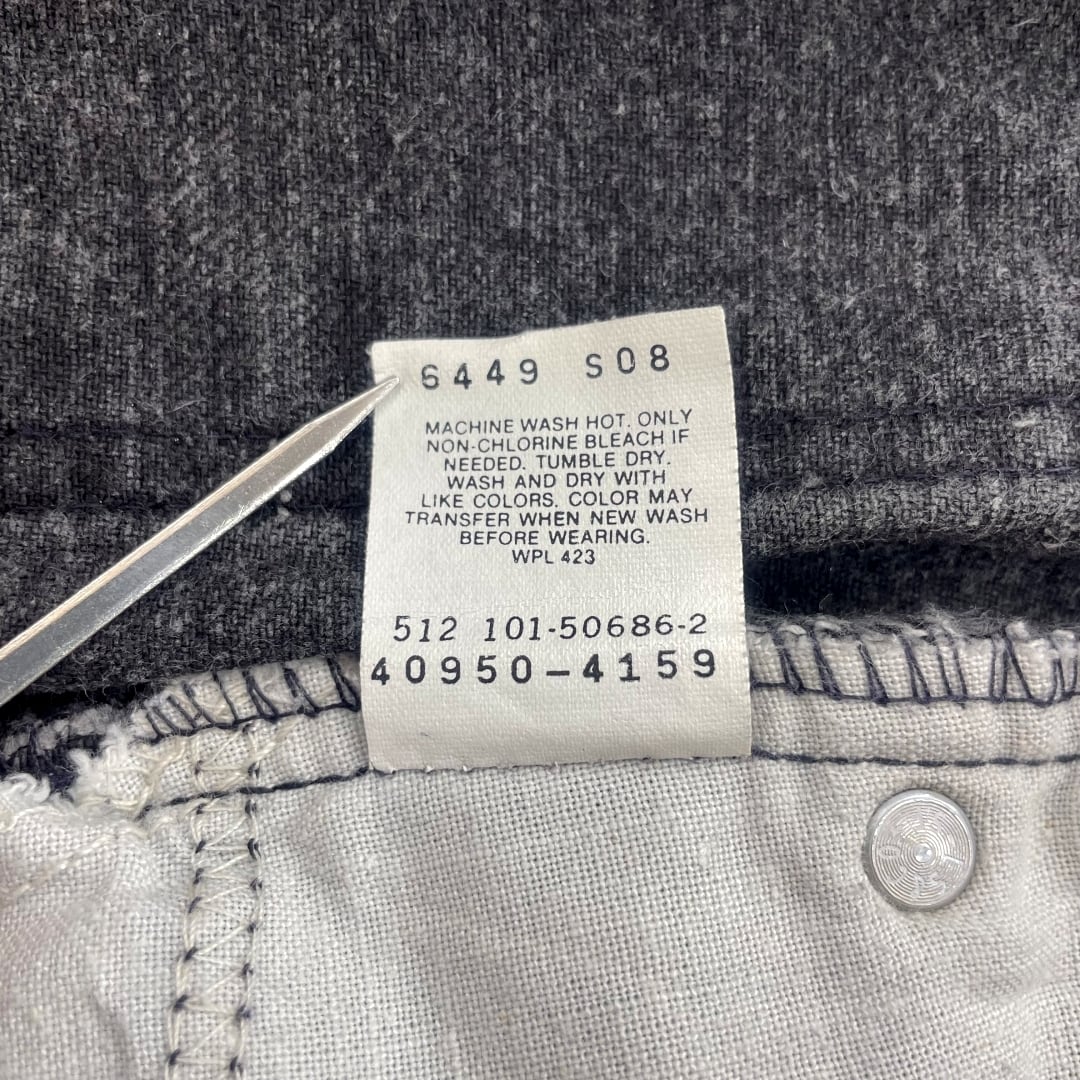 6449 S08
MACHINE WASH HOT. ONLY
NON-CHLORINE BLEACH IF
NEEDED. TUMBLE DRY.
WASH AND DRY WITH
LIKE COLORS. COLOR MAY
TRANSFER WHEN NEW WASH
BEFORE WEARING.
WPL 423
512 101-50686-2
40950-4159